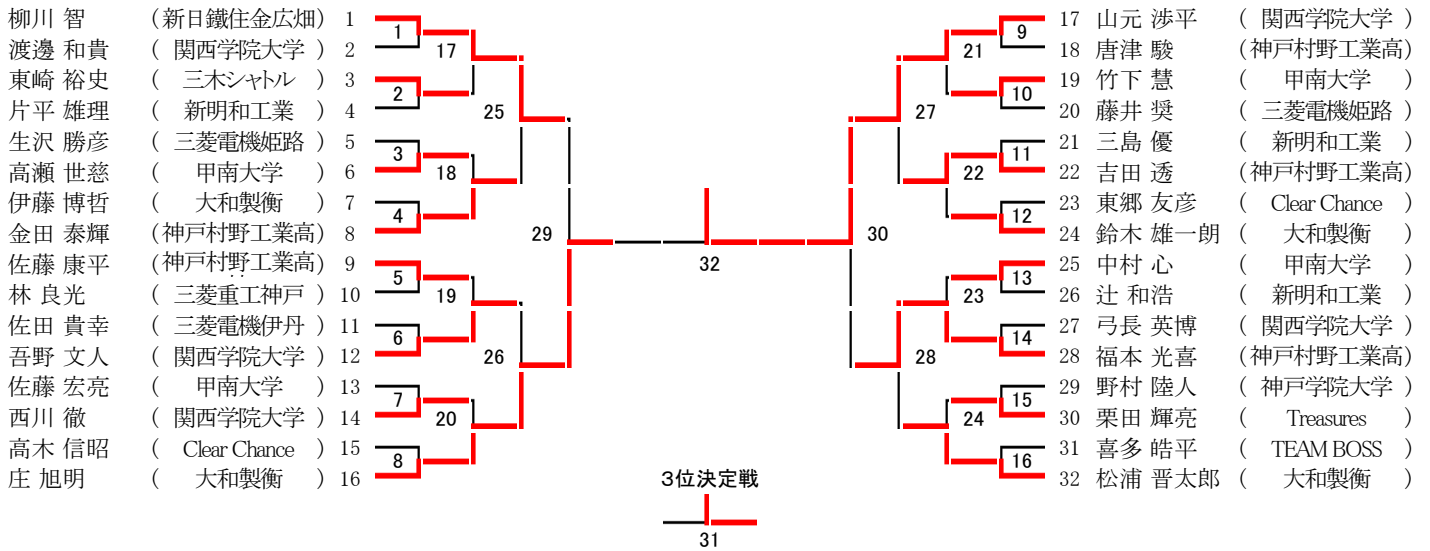 柳川 智 (新日鐵住金広畑) 1
渡邊 和貴 ( 関西学院大学 ) 2
東崎 裕史 ( 三木シャトル ) 3
片平 雄理 ( 新明和工業 ) 4
生沢 勝彦 ( 三菱電機姫路 ) 5
高瀬 世慈 ( 甲南大学 ) 6
伊藤 博哲 ( 大和製衡 ) 7
金田 泰輝 (神戸村野工業高) 8
佐藤 康平 (神戸村野工業高) 9
林 良光 ( 三菱重工神戸 ) 10
佐田 貴幸 ( 三菱電機伊丹 ) 11
吾野 文人 ( 関西学院大学 ) 12
佐藤 宏亮 ( 甲南大学 ) 13
西川 徹 ( 関西学院大学 ) 14
高木 信昭 ( Clear Chance ) 15
庄 旭明 ( 大和製衡 ) 16
1
2
3
4
5
6
7
8
17
18
19
20
25
26
29
32
3位決定戦
31
30
27
28
21
22
23
24
9
10
11
12
13
14
15
16
17 山元 渉平 ( 関西学院大学 )
18 唐津 駿 (神戸村野工業高)
19 竹下 慧 ( 甲南大学 )
20 藤井 奨 ( 三菱電機姫路 )
21 三島 優 ( 新明和工業 )
22 吉田 透 (神戸村野工業高)
23 東郷 友彦 ( Clear Chance )
24 鈴木 雄一朗 ( 大和製衡 )
25 中村 心 ( 甲南大学 )
26 辻 和浩 ( 新明和工業 )
27 弓長 英博 ( 関西学院大学 )
28 福本 光喜 (神戸村野工業高)
29 野村 陸人 ( 神戸学院大学 )
30 栗田 輝亮 ( Treasures )
31 喜多 皓平 ( TEAM BOSS )
32 松浦 晋太郎 ( 大和製衡 )